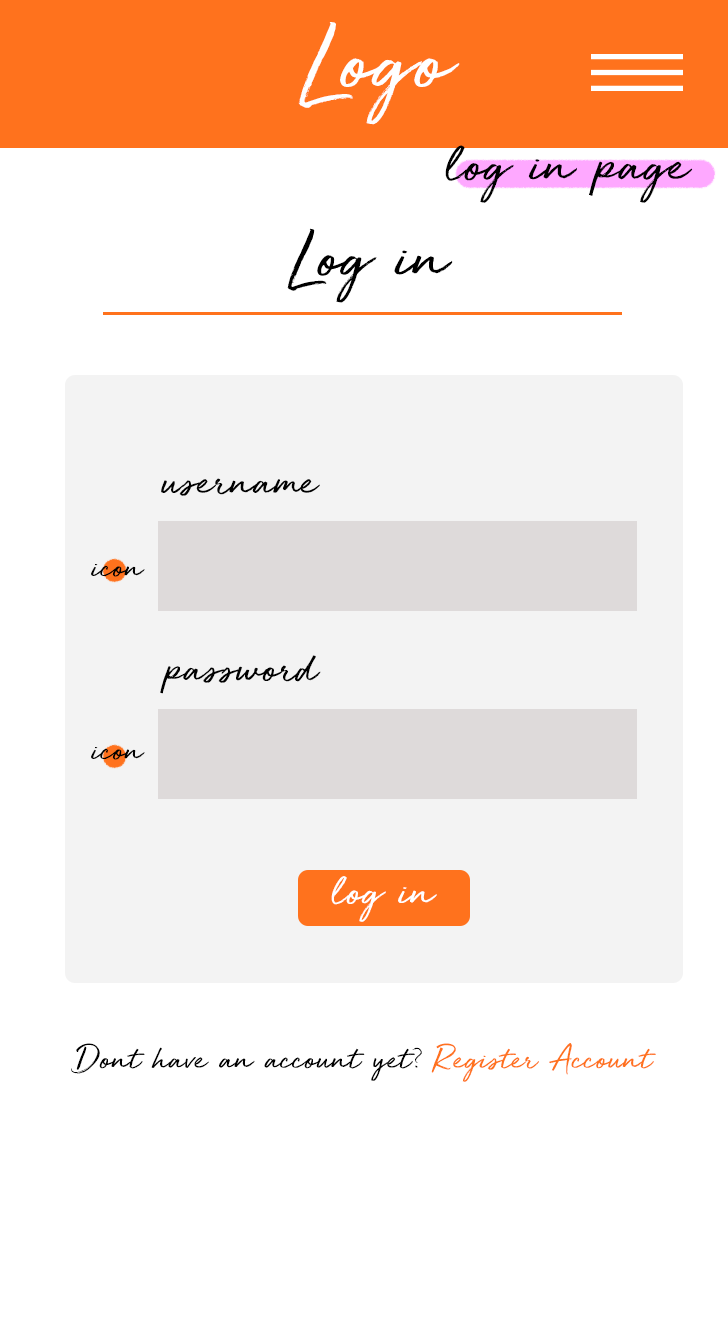 Logo
log in page
Log in
username
icon
password
icon
log in
Dont have an account yet? Register Account